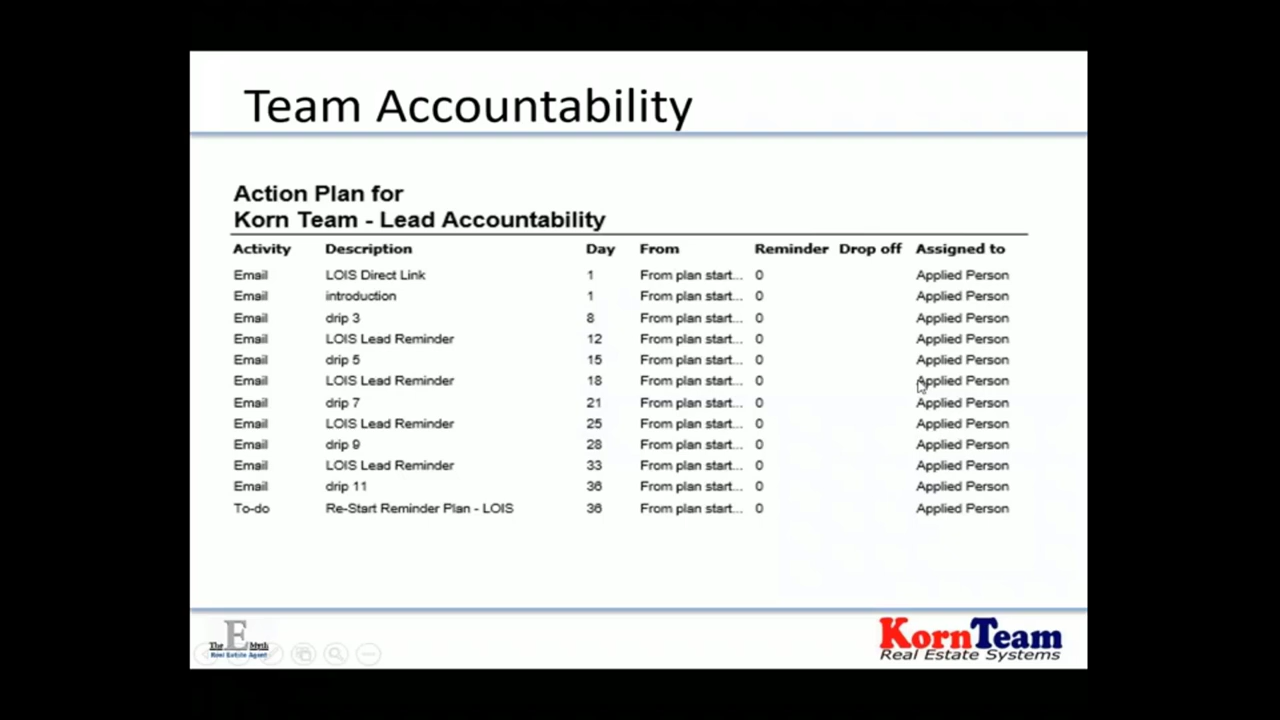 Team Accountability
Action Plan for
Korn Team - Lead Accountability
Activity Description Day From Reminder Drop off Assigned to
Email LOIS Direct Link 1 From plan start... 0 Applied Person
Email introduction 1 From plan start... 0 Applied Person
Email drip 3 8 From plan start... 0 Applied Person
Email LOIS Lead Reminder 12 From plan start... 0 Applied Person
Email drip 5 15 From plan start... 0 Applied Person
Email LOIS Lead Reminder 18 From plan start... 0 Applied Person
Email drip 7 21 From plan start... 0 Applied Person
Email LOIS Lead Reminder 25 From plan start... 0 Applied Person
Email drip 9 28 From plan start... 0 Applied Person
Email LOIS Lead Reminder 33 From plan start... 0 Applied Person
Email drip 11 36 From plan start... 0 Applied Person
To-do Re-Start Reminder Plan - LOIS 36 From plan start... 0 Applied Person
The E Myth
Real Estate Agent
KornTeam
Real Estate Systems